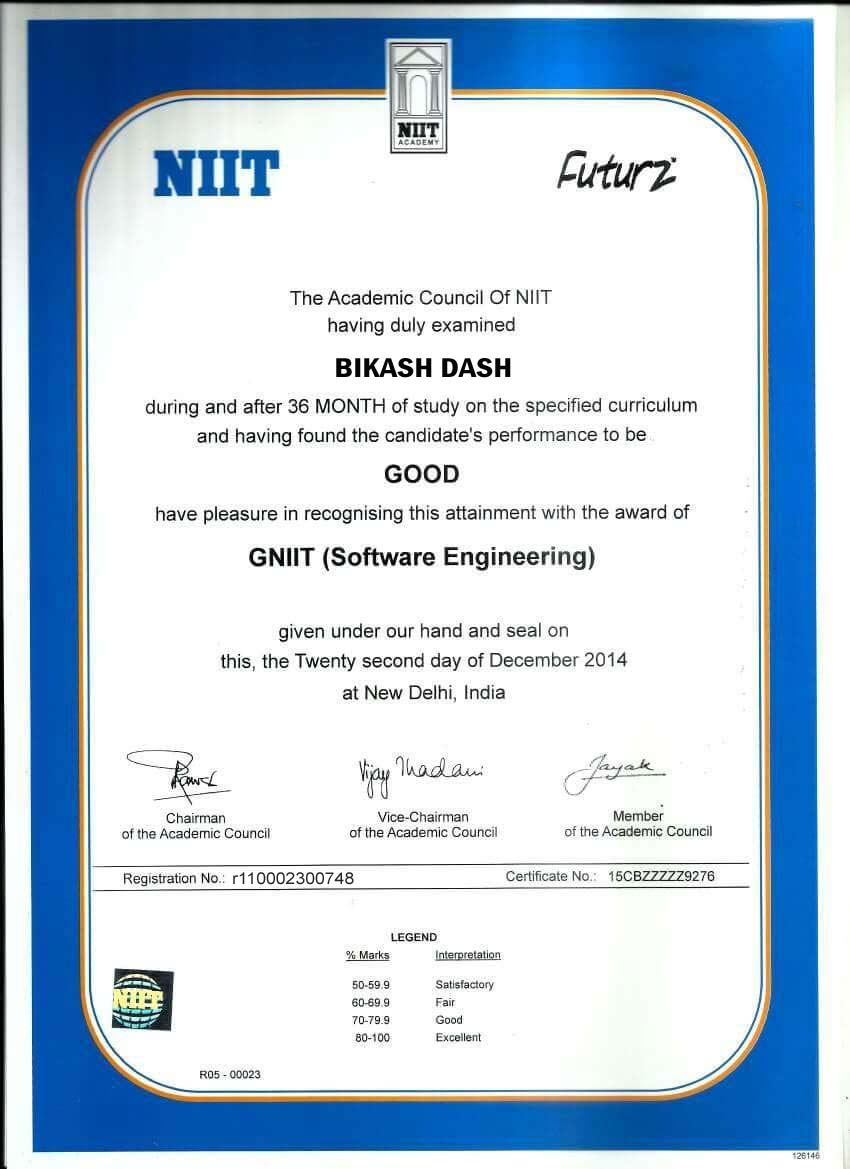 NIIT
ACADEMY
NIIT
Futurz
The Academic Council Of NIIT
having duly examined
BIKASH DASH
during and after 36 MONTH of study on the specified curriculum
and having found the candidate's performance to be
GOOD
have pleasure in recognising this attainment with the award of
GNIIT (Software Engineering)
given under our hand and seal on
this, the Twenty second day of December 2014
at New Delhi, India
Vijay Thadani
Jayak
Chairman
of the Academic Council
Vice-Chairman
of the Academic Council
Member
of the Academic Council
Registration No.: r110002300748
Certificate No.: 15CBZZZZZ9276
LEGEND
% Marks Interpretation
50-59.9 Satisfactory
60-69.9 Fair
70-79.9 Good
80-100 Excellent
NIIT
R05 - 00023
126146